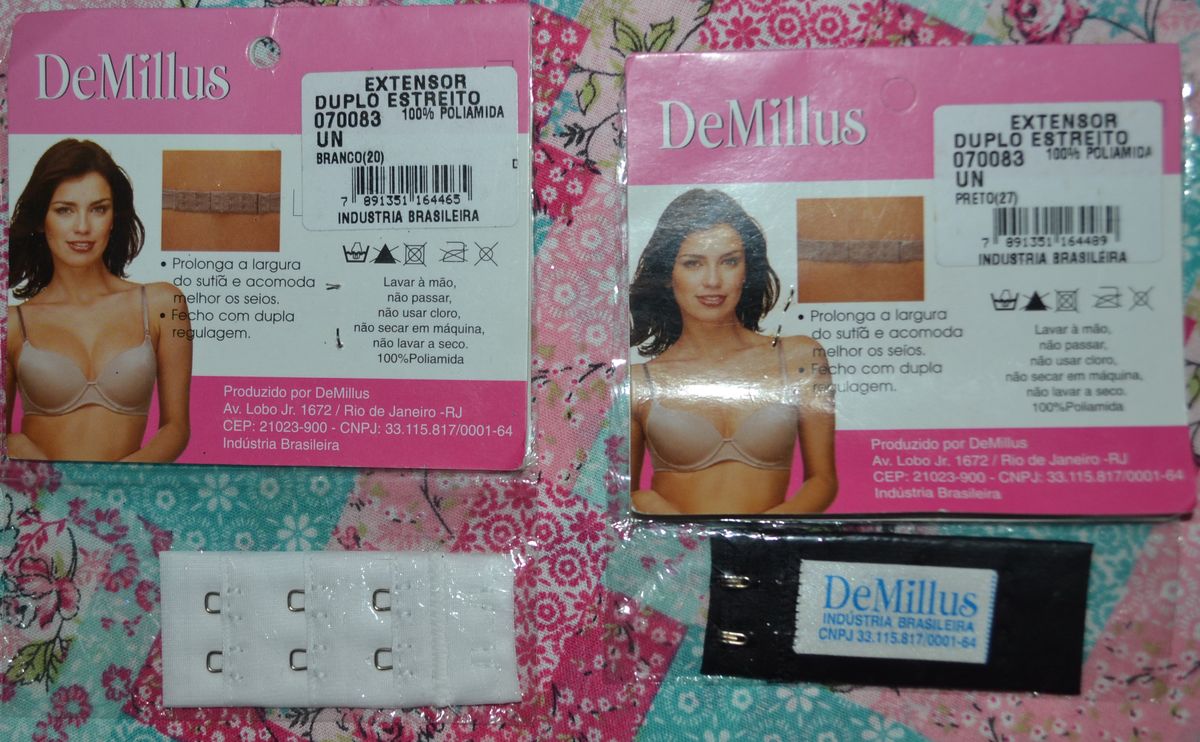 DeMillus
EXTENSOR
DUPLO ESTREITO
070083 100% POLIAMIDA
UN
BRANCO(20)
7 891351 164465
INDUSTRIA BRASILEIRA
• Prolonga a largura
do sutiã e acomoda
melhor os seios.
• Fecho com dupla
regulagem.
Lavar à mão,
não passar,
não usar cloro,
não secar em máquina,
não lavar a seco.
100%Poliamida
Produzido por DeMillus
Av. Lobo Jr. 1672 / Rio de Janeiro -RJ
CEP: 21023-900 - CNPJ: 33.115.817/0001-64
Indústria Brasileira
DeMillus
EXTENSOR
DUPLO ESTREITO
070083 100% POLIAMIDA
UN
PRETO(27)
7 891351 164489
INDUSTRIA BRASILEIRA
• Prolonga a largura
do sutiã e acomoda
melhor os seios.
• Fecho com dupla
regulagem.
Lavar à mão,
não passar,
não usar cloro,
não secar em máquina,
não lavar a seco.
100%Poliamida
Produzido por DeMillus
Av. Lobo Jr. 1672 / Rio de Janeiro -RJ
CEP: 21023-900 - CNPJ: 33.115.817/0001-64
Indústria Brasileira
DeMillus
INDÚSTRIA BRASILEIRA
CNPJ 33.115.817/0001-64